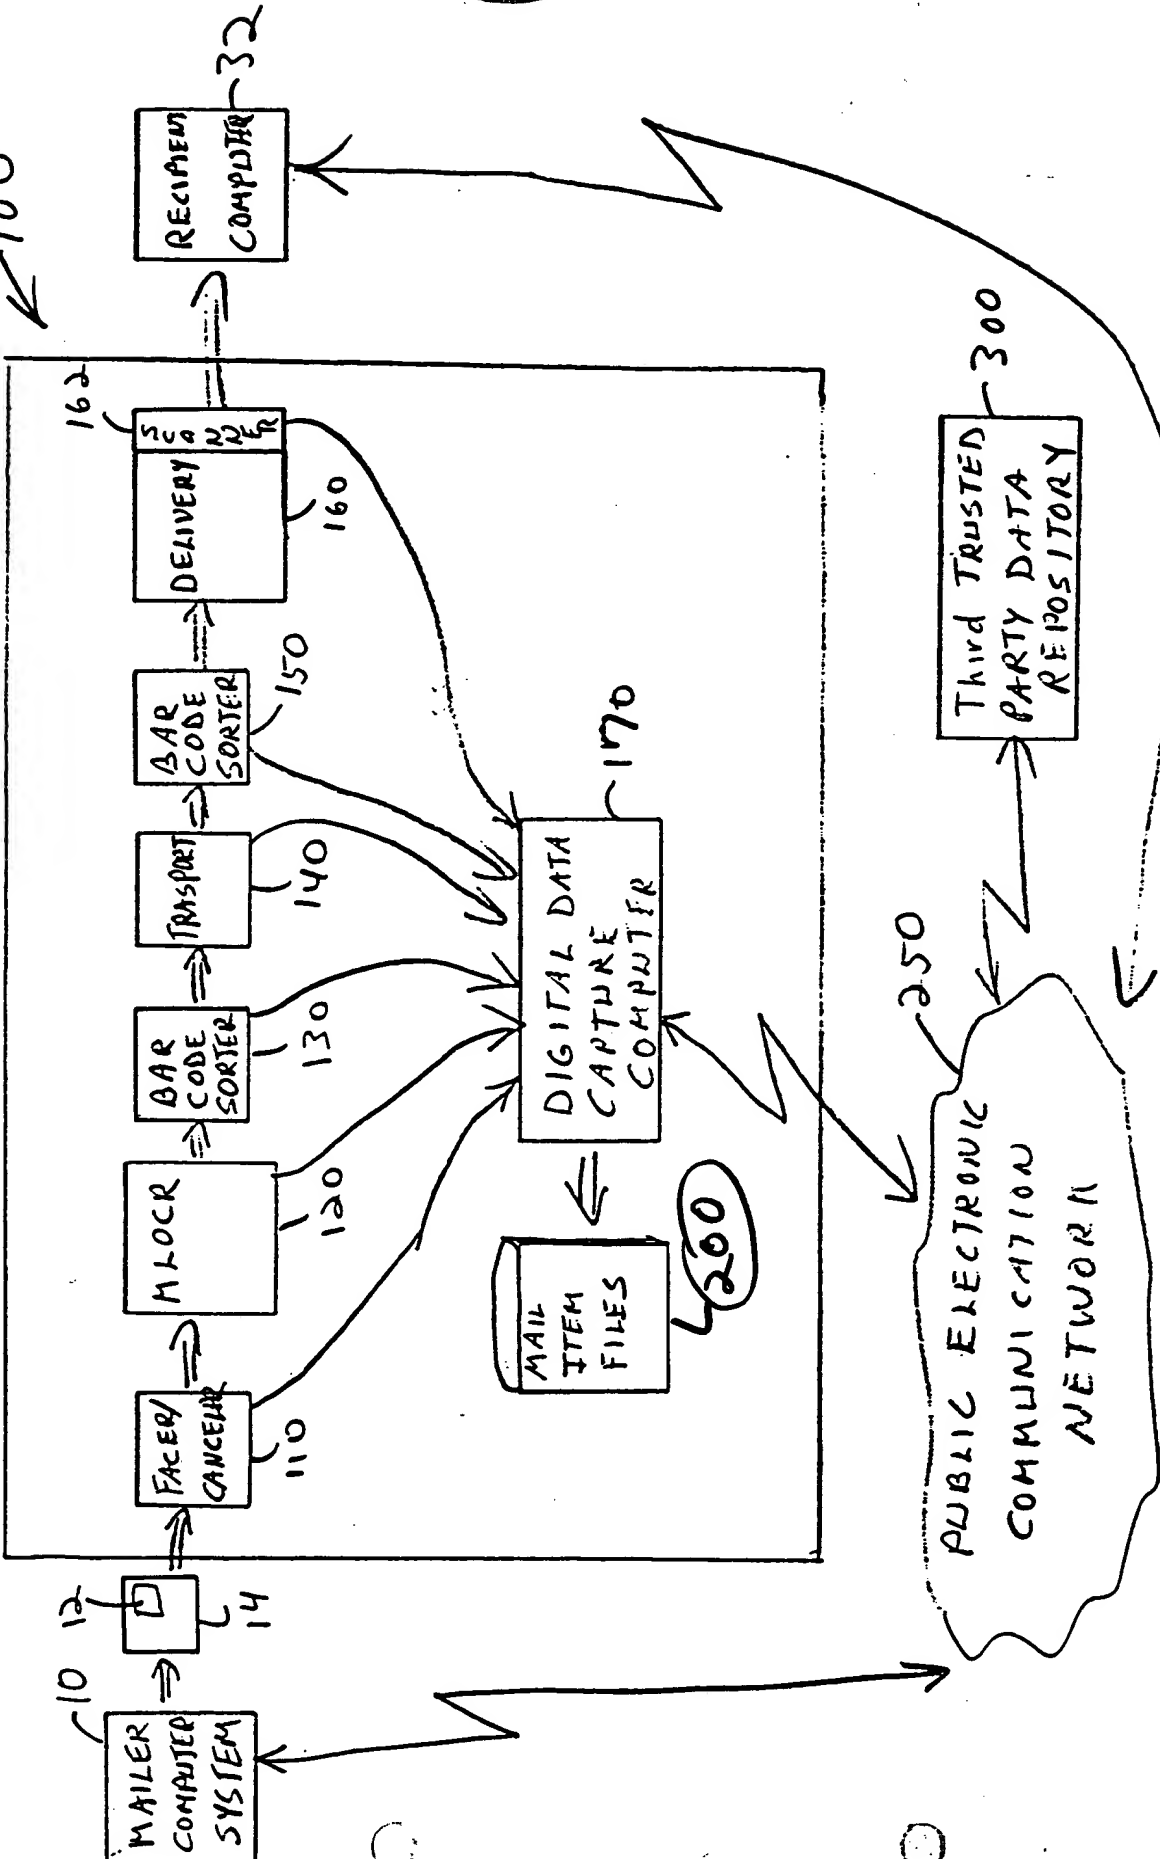 100
MAILER
COMPUTER
SYSTEM
10
12
14
FACER/
CANCELER
110
MLOCR
120
BAR
CODE
SORTER
130
TRASPORT
140
BAR
CODE
SORTER
150
DELIVERY
160
SCANNER
162
RECIPIENT
COMPUTER
32
DIGITAL DATA
CAPTURE
COMPUTER
170
MAIL
ITEM
FILES
200
PUBLIC ELECTRONIC
COMMUNICATION
NETWORK
250
Third TRUSTED
PARTY DATA
REPOSITORY
300